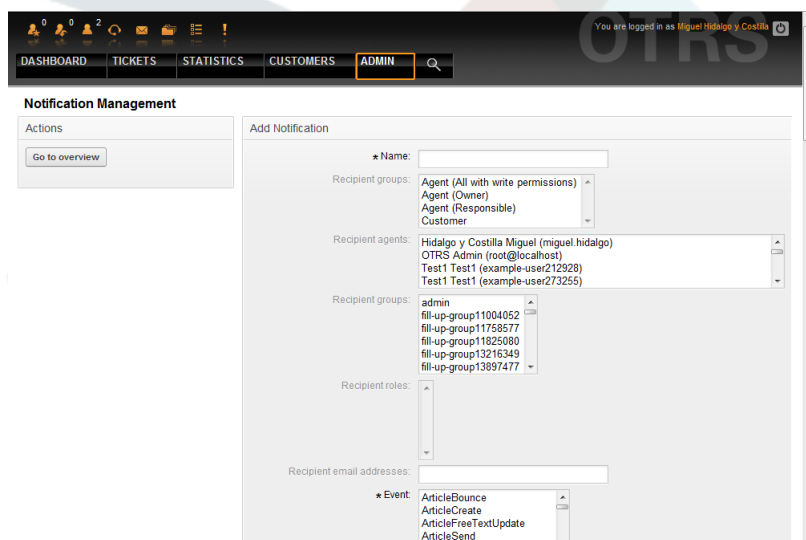 0 0 2
OTRS
You are logged in as Miguel Hidalgo y Costilla
DASHBOARD TICKETS STATISTICS CUSTOMERS ADMIN
Notification Management
Actions
Go to overview
Add Notification
★ Name:
Recipient groups:
Agent (All with write permissions)
Agent (Owner)
Agent (Responsible)
Customer
Recipient agents:
Hidalgo y Costilla Miguel (miguel.hidalgo)
OTRS Admin (root@localhost)
Test1 Test1 (example-user212928)
Test1 Test1 (example-user273255)
Recipient groups:
admin
fill-up-group11004052
fill-up-group11758577
fill-up-group11825080
fill-up-group13216349
fill-up-group13897477
Recipient roles:
Recipient email addresses:
★ Event:
ArticleBounce
ArticleCreate
ArticleFreeTextUpdate
ArticleSend